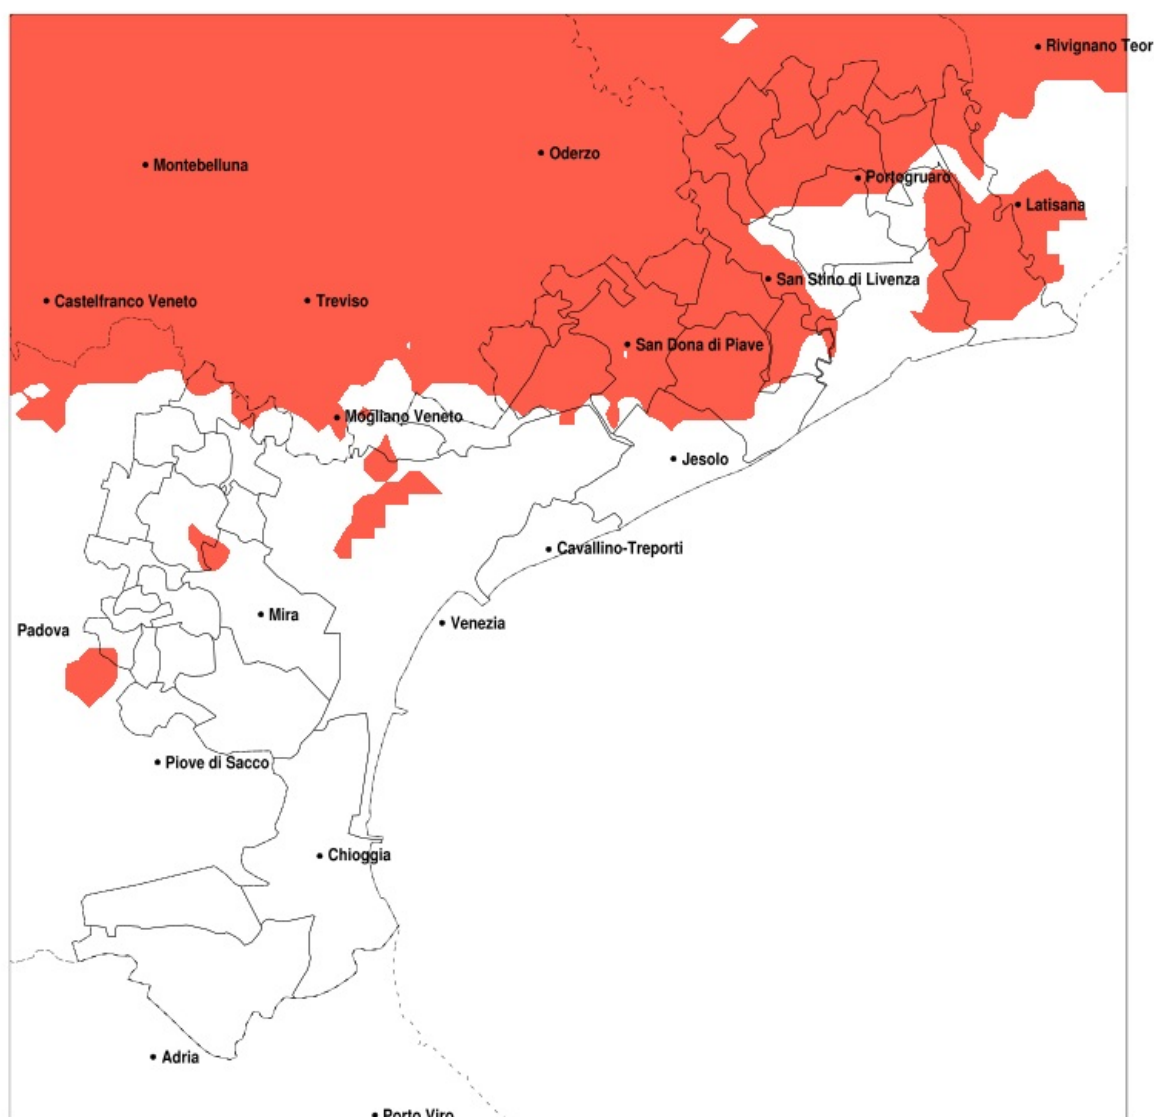 Rivignano Teor
Oderzo
Montebelluna
Portogruaro
Latisana
San Stino di Livenza
Castelfranco Veneto
Treviso
San Dona di Piave
Mogliano Veneto
Jesolo
Cavallino-Treporti
Mira
Venezia
Padova
Piove di Sacco
Chioggia
Adria
Porto Viro